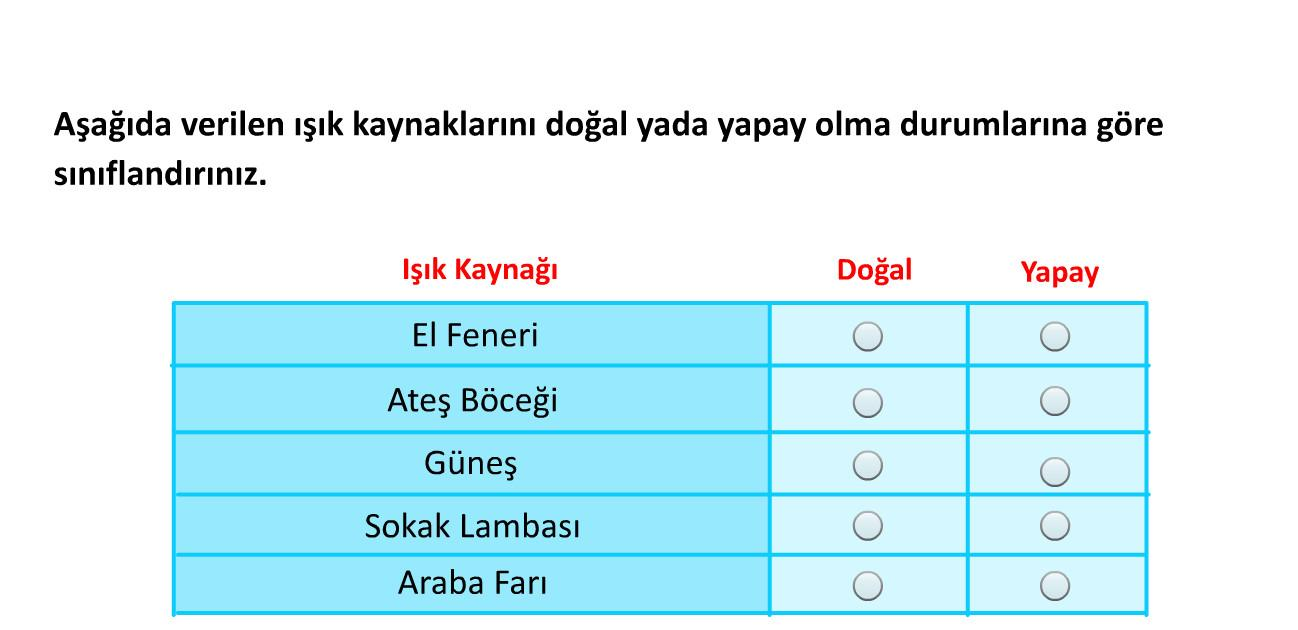 Aşağıda verilen ışık kaynaklarını doğal yada yapay olma durumlarına göre
sınıflandırınız.
Işık Kaynağı Doğal Yapay
El Feneri
Ateş Böceği
Güneş
Sokak Lambası
Araba Farı